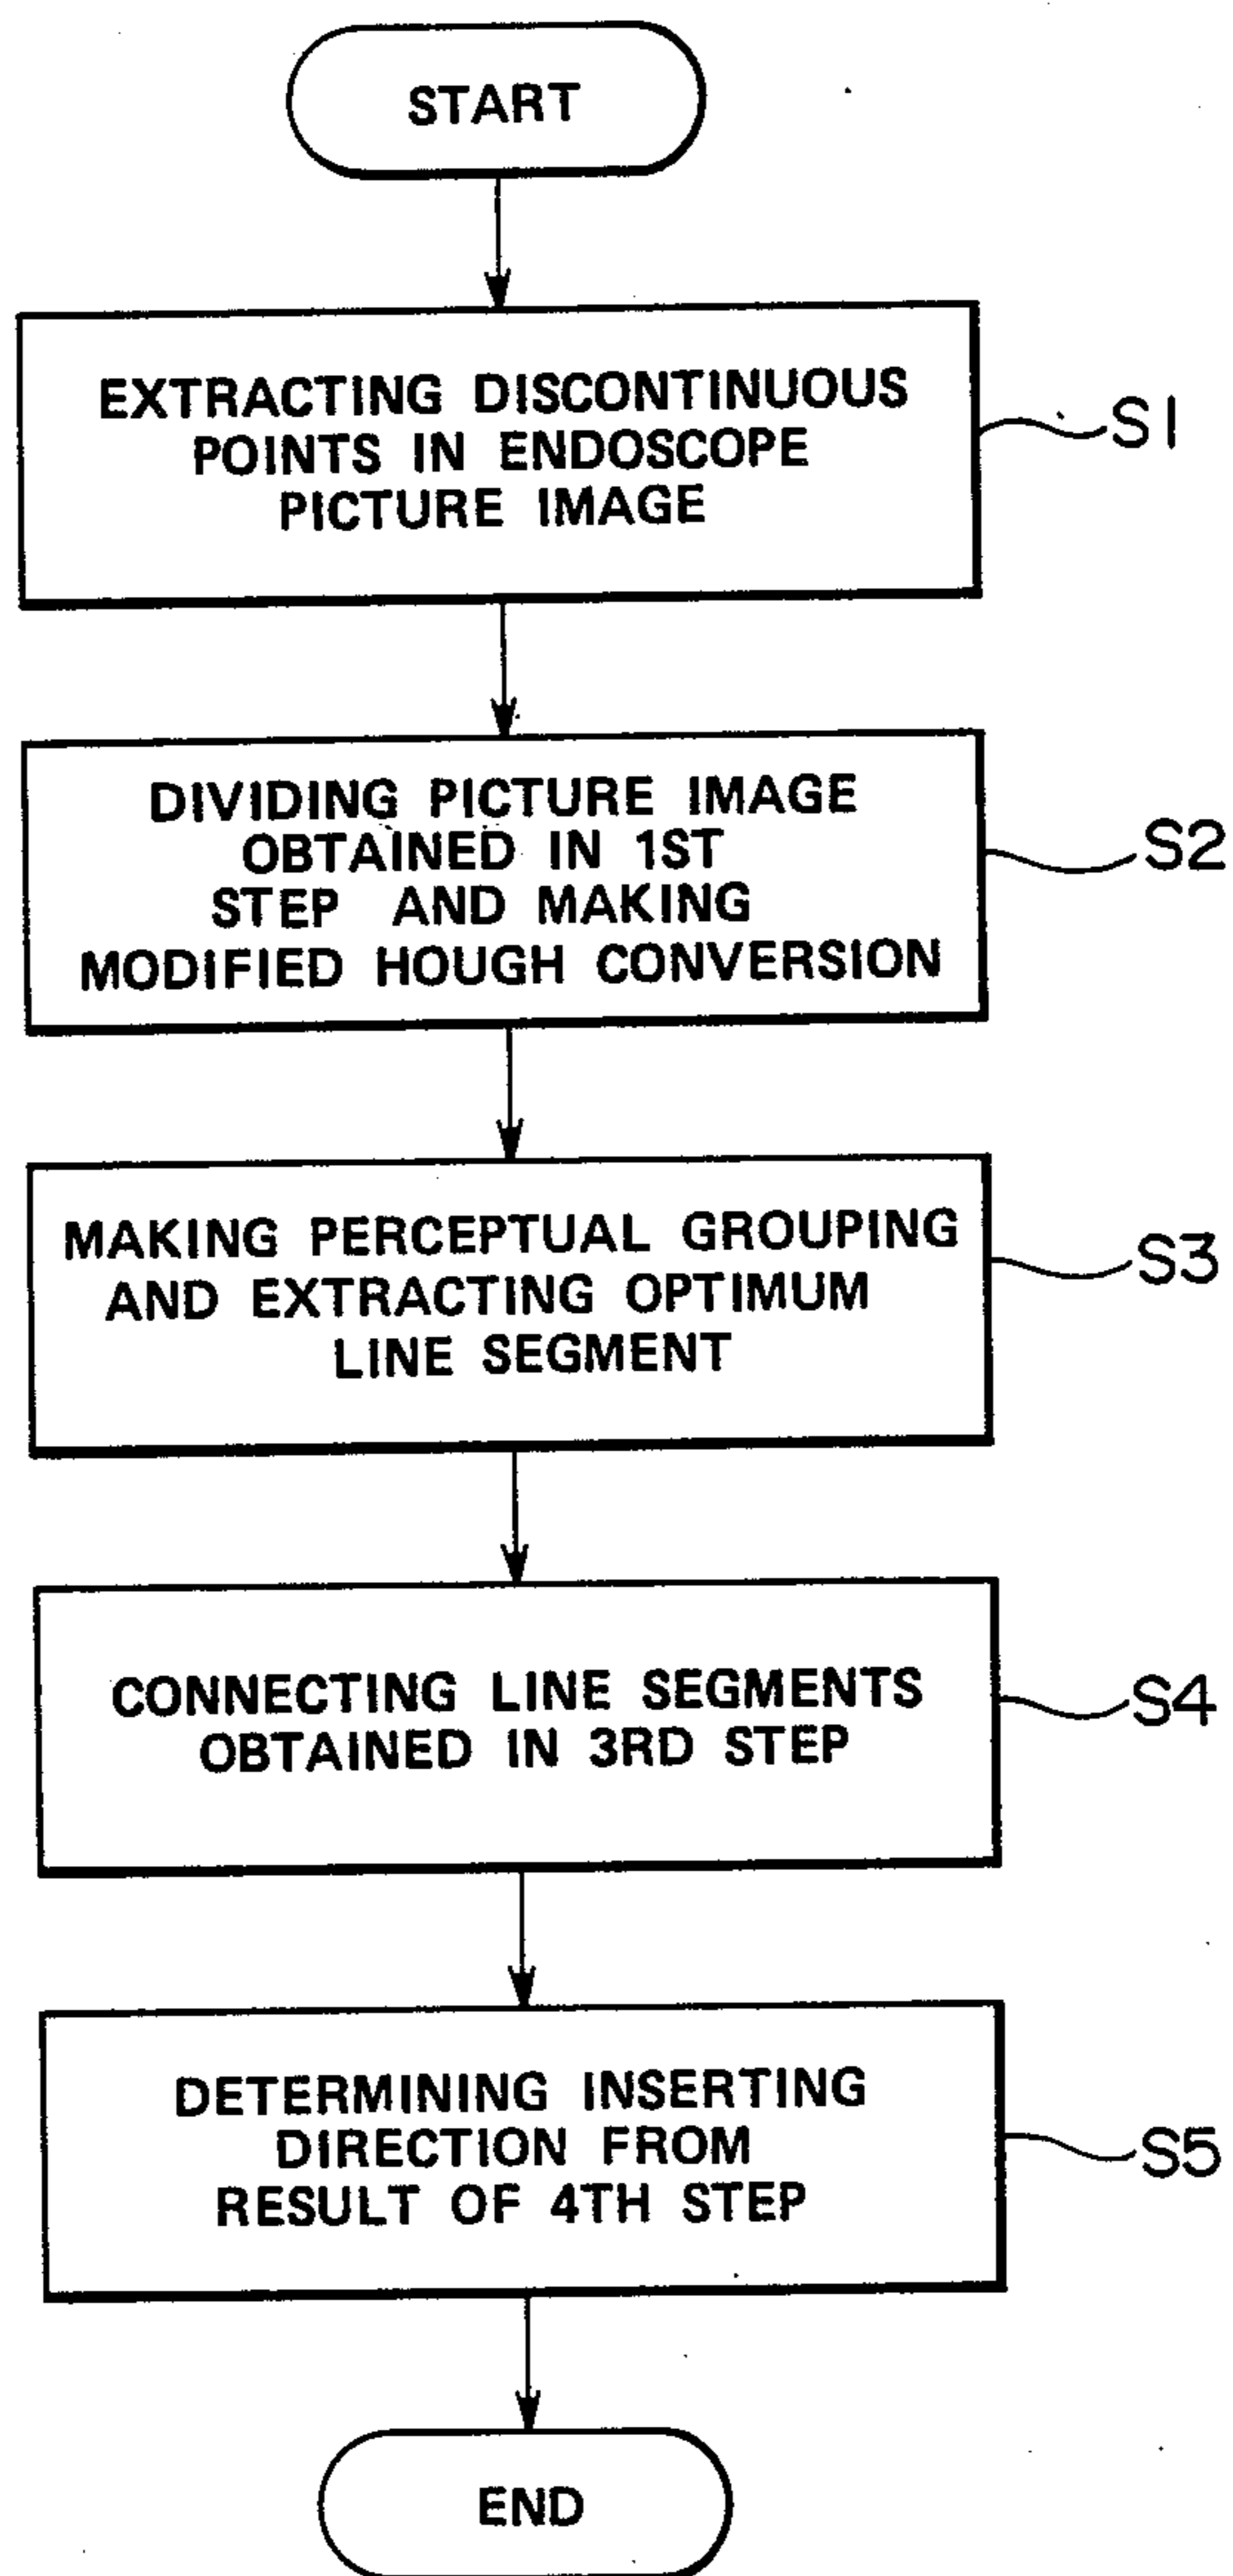 START
EXTRACTING DISCONTINUOUS
POINTS IN ENDOSCOPE
PICTURE IMAGE
S1
DIVIDING PICTURE IMAGE
OBTAINED IN 1ST
STEP AND MAKING
MODIFIED HOUGH CONVERSION
S2
MAKING PERCEPTUAL GROUPING
AND EXTRACTING OPTIMUM
LINE SEGMENT
S3
CONNECTING LINE SEGMENTS
OBTAINED IN 3RD STEP
S4
DETERMINING INSERTING
DIRECTION FROM
RESULT OF 4TH STEP
S5
END